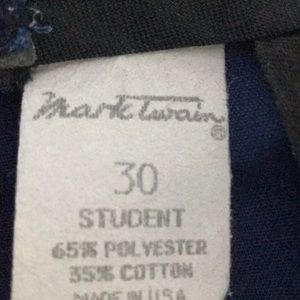 Mark Twain®
30
STUDENT
65% POLYESTER
35% COTTON
MADE IN USA